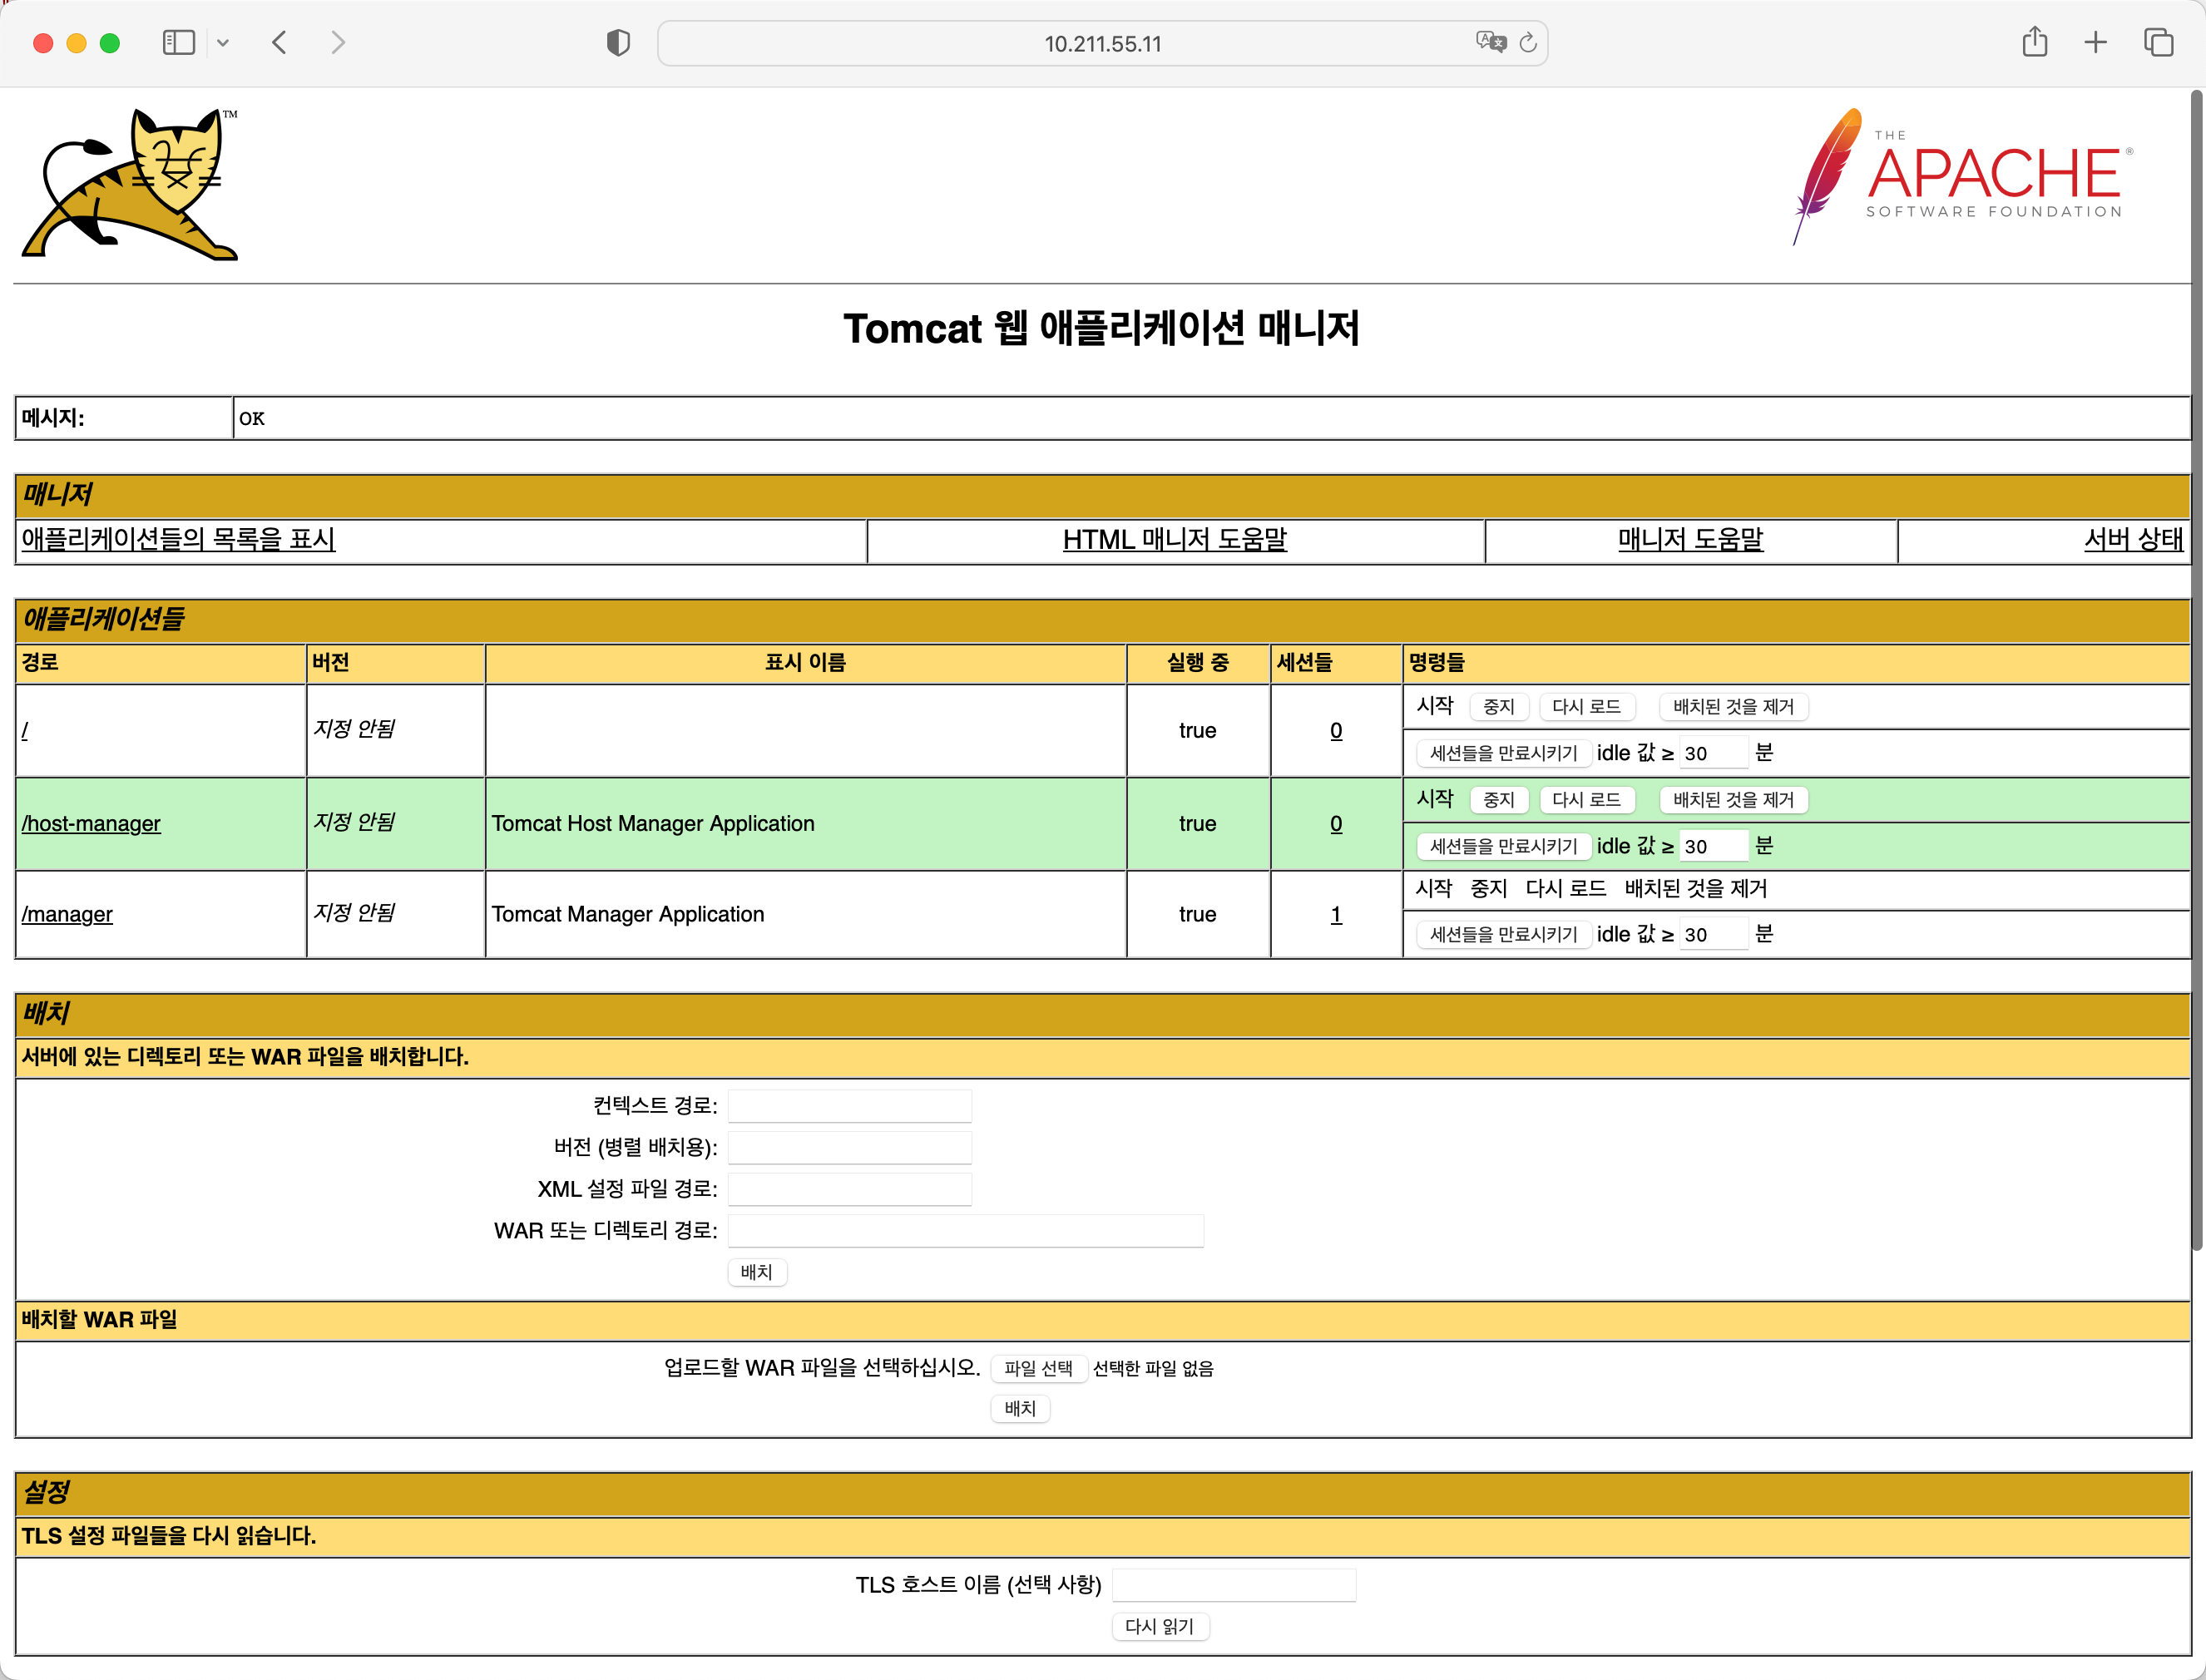 10.211.55.11
TM
THE
APACHE®
SOFTWARE FOUNDATION
Tomcat 웹 애플리케이션 매니저
메시지: OK
매니저
애플리케이션들의 목록을 표시 HTML 매니저 도움말 매니저 도움말 서버 상태
애플리케이션들
경로 버전 표시 이름 실행 중 세션들 명령들
/ 지정 안됨 true 0 시작 중지 다시 로드 배치된 것을 제거
세션들을 만료시키기 idle 값 ≥ 30 분
/host-manager 지정 안됨 Tomcat Host Manager Application true 0 시작 중지 다시 로드 배치된 것을 제거
세션들을 만료시키기 idle 값 ≥ 30 분
/manager 지정 안됨 Tomcat Manager Application true 1 시작 중지 다시 로드 배치된 것을 제거
세션들을 만료시키기 idle 값 ≥ 30 분
배치
서버에 있는 디렉토리 또는 WAR 파일을 배치합니다.
컨텍스트 경로:
버전 (병렬 배치용):
XML 설정 파일 경로:
WAR 또는 디렉토리 경로:
배치
배치할 WAR 파일
업로드할 WAR 파일을 선택하십시오. 파일 선택 선택한 파일 없음
배치
설정
TLS 설정 파일들을 다시 읽습니다.
TLS 호스트 이름 (선택 사항)
다시 읽기